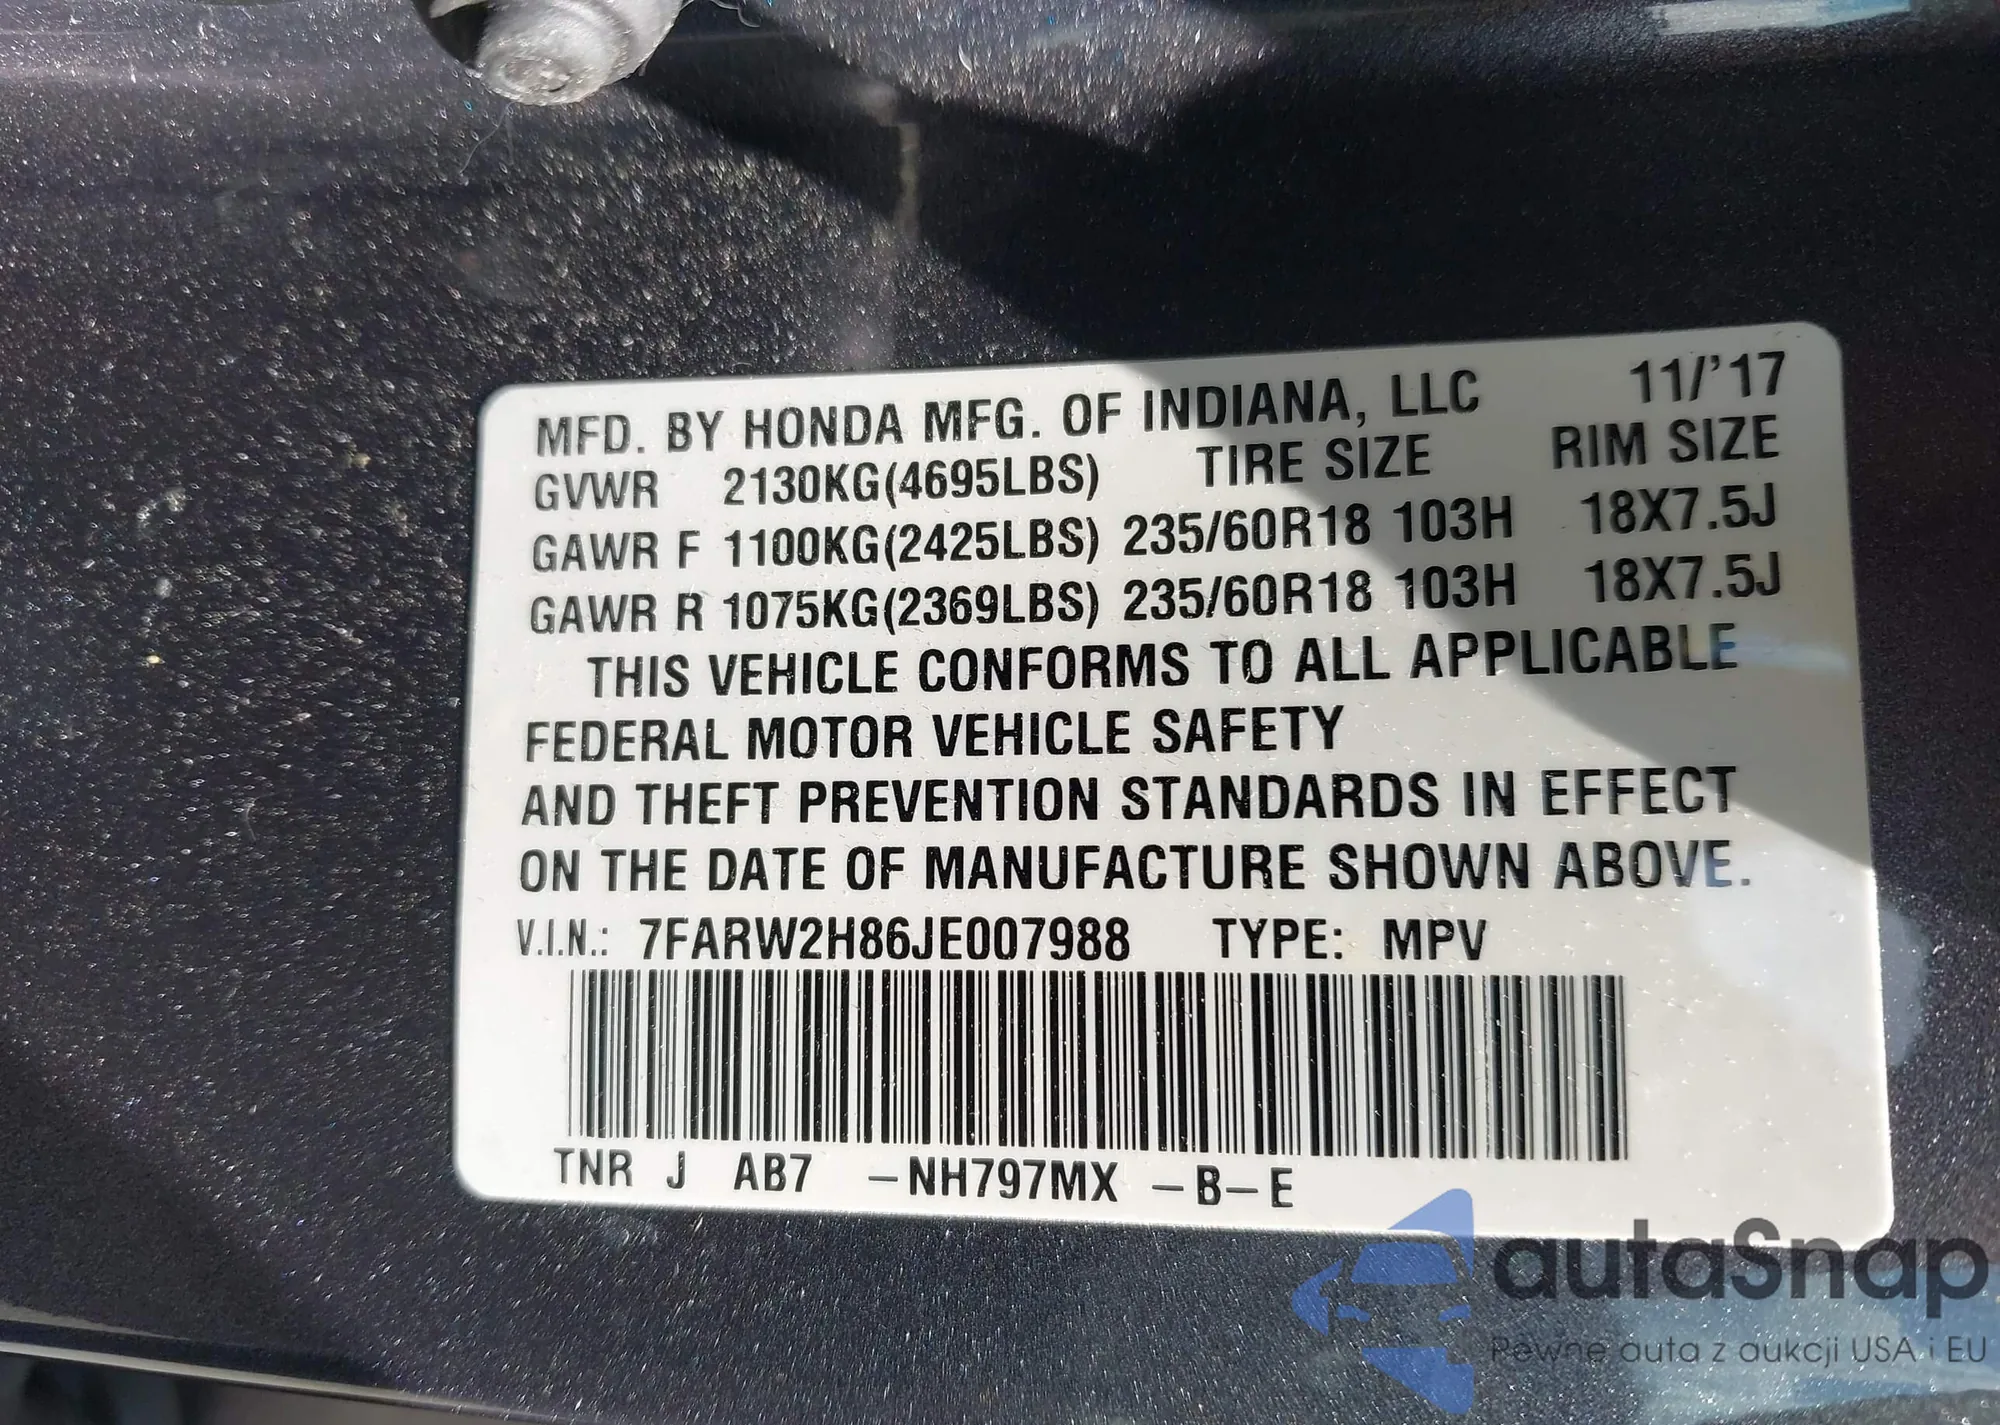 MFD. BY HONDA MFG. OF INDIANA, LLC 11/'17
GVWR 2130KG(4695LBS) TIRE SIZE RIM SIZE
GAWR F 1100KG(2425LBS) 235/60R18 103H 18X7.5J
GAWR R 1075KG(2369LBS) 235/60R18 103H 18X7.5J
THIS VEHICLE CONFORMS TO ALL APPLICABLE
FEDERAL MOTOR VEHICLE SAFETY
AND THEFT PREVENTION STANDARDS IN EFFECT
ON THE DATE OF MANUFACTURE SHOWN ABOVE.
V.I.N.: 7FARW2H86JE007988 TYPE: MPV
TNR J AB7 -NH797MX -B-E
autaSnap
Pewne auta z aukcji USA i EU